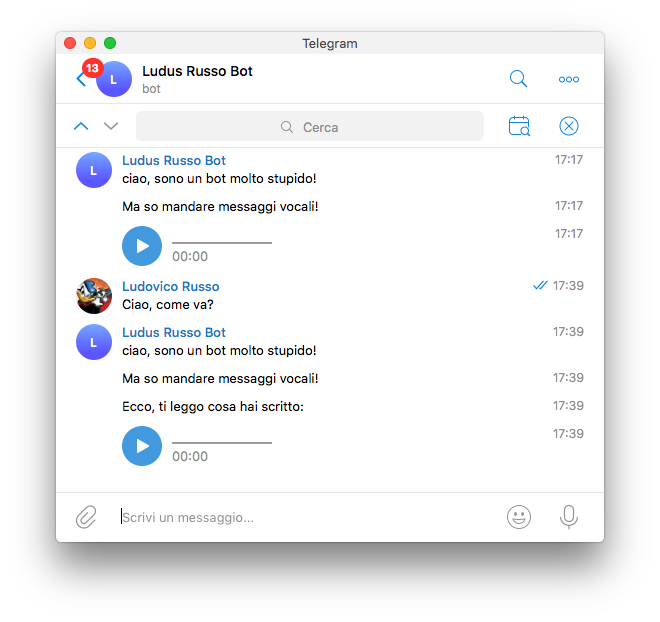 Telegram
13
L
Ludus Russo Bot
bot
Cerca
L
Ludus Russo Bot
17:17
ciao, sono un bot molto stupido!
Ma so mandare messaggi vocali!
17:17
17:17
00:00
Ludovico Russo
17:39
Ciao, come va?
L
Ludus Russo Bot
17:39
ciao, sono un bot molto stupido!
Ma so mandare messaggi vocali!
17:39
Ecco, ti leggo cosa hai scritto:
17:39
17:39
00:00
Scrivi un messaggio...